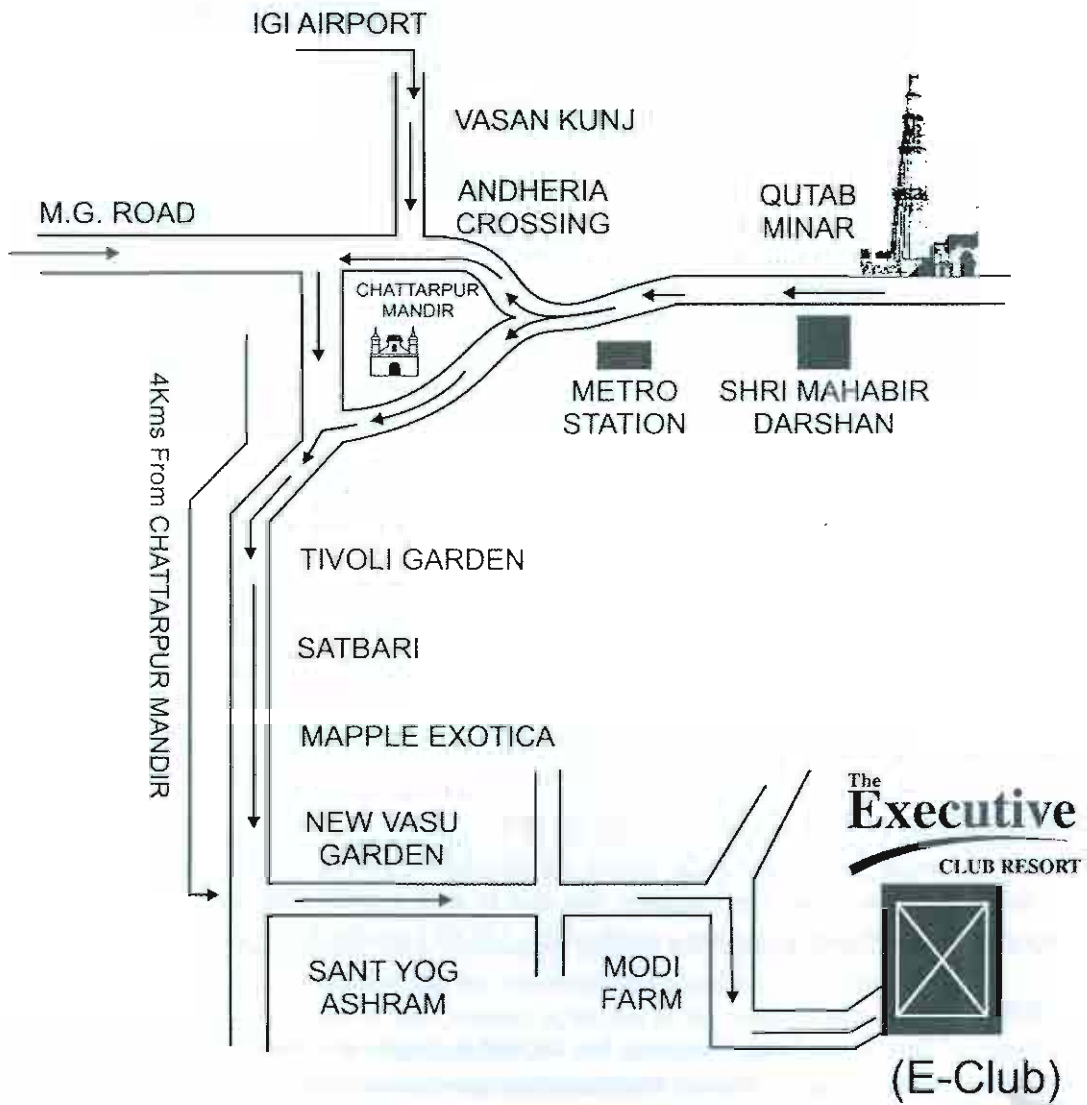 IGI AIRPORT
VASAN KUNJ
ANDHERIA
CROSSING
QUTAB
MINAR
M.G. ROAD
CHATTARPUR
MANDIR
METRO
STATION
SHRI MAHABIR
DARSHAN
4Kms From CHATTARPUR MANDIR
TIVOLI GARDEN
SATBARI
MAPPLE EXOTICA
NEW VASU
GARDEN
The
Executive
CLUB RESORT
SANT YOG
ASHRAM
MODI
FARM
(E-Club)